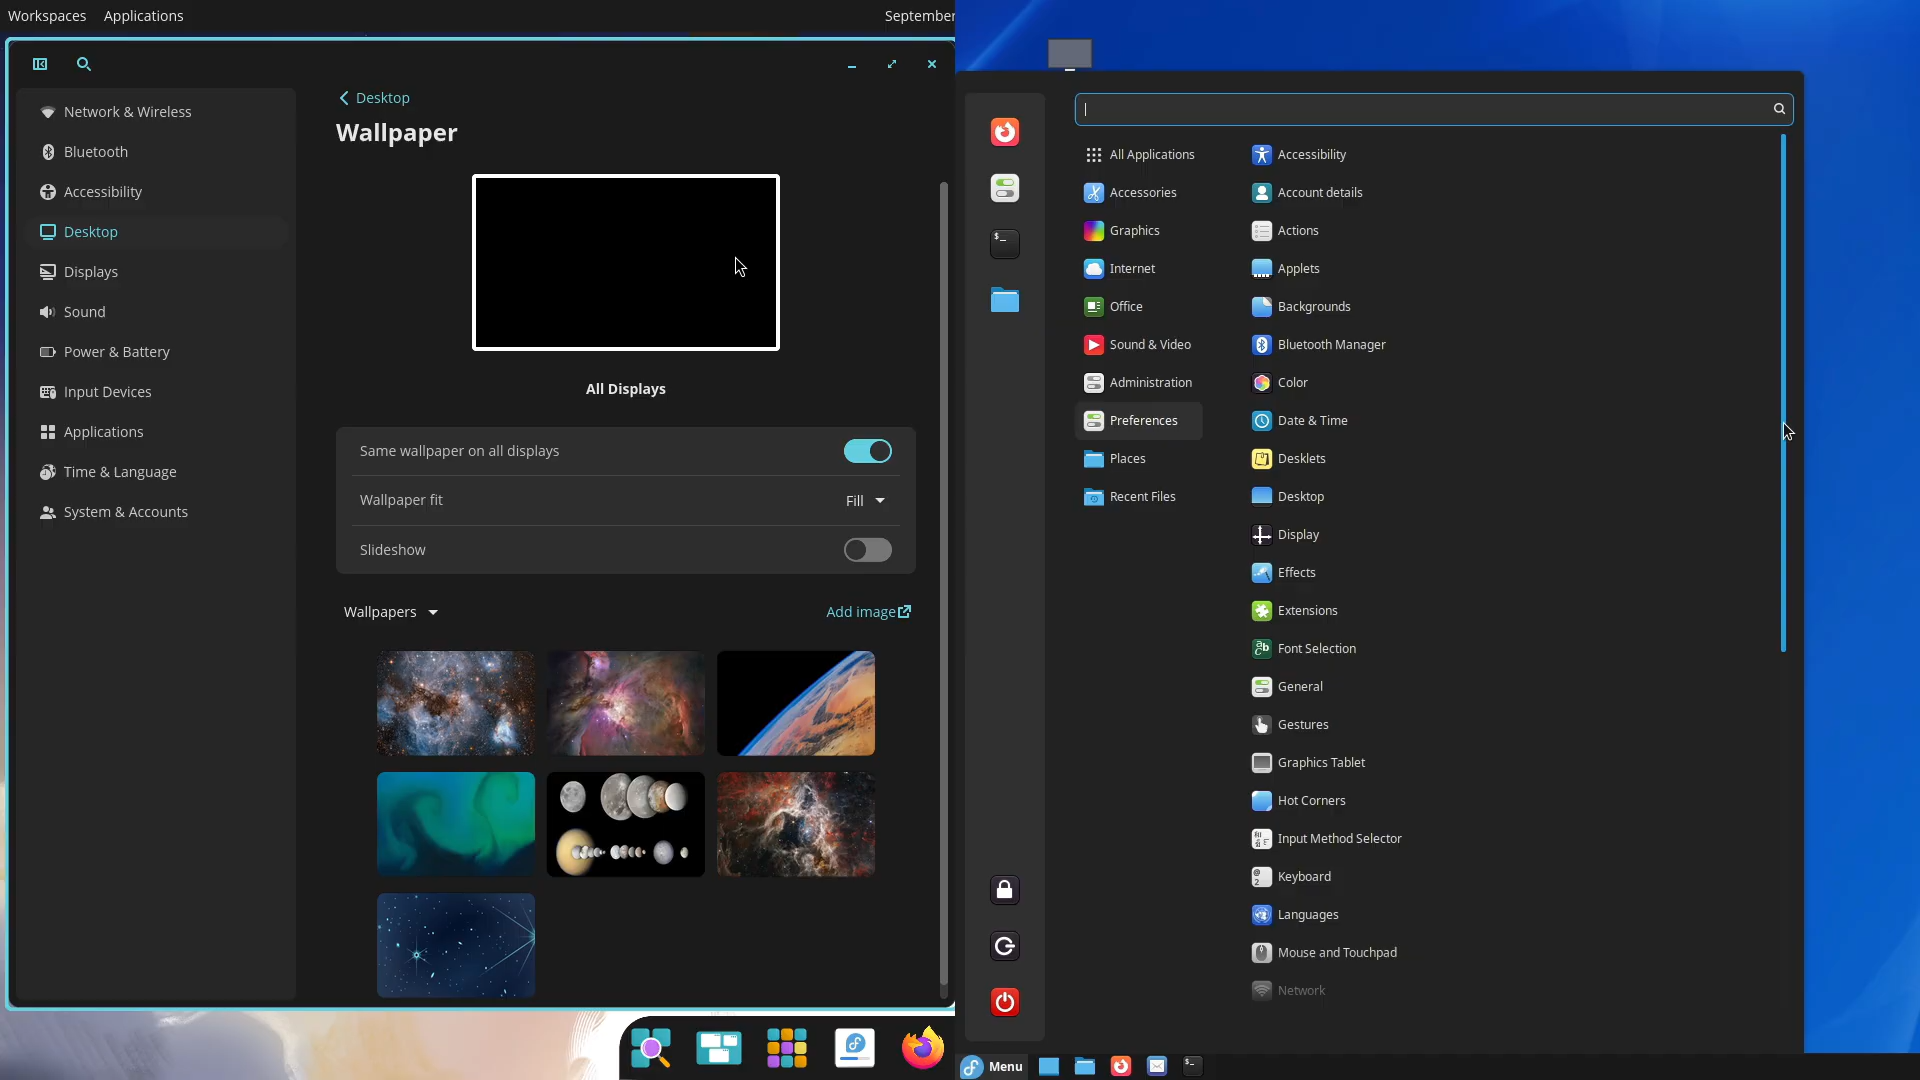 Workspaces Applications September
Network & Wireless
Bluetooth
Accessibility
Desktop
Displays
Sound
Power & Battery
Input Devices
Applications
Time & Language
System & Accounts
Desktop
Wallpaper
All Displays
Same wallpaper on all displays
Wallpaper fit Fill
Slideshow
Wallpapers Add image
All Applications
Accessories
Graphics
Internet
Office
Sound & Video
Administration
Preferences
Places
Recent Files
Accessibility
Account details
Actions
Applets
Backgrounds
Bluetooth Manager
Color
Date & Time
Desklets
Desktop
Display
Effects
Extensions
Font Selection
General
Gestures
Graphics Tablet
Hot Corners
Input Method Selector
Keyboard
Languages
Mouse and Touchpad
Network
Menu